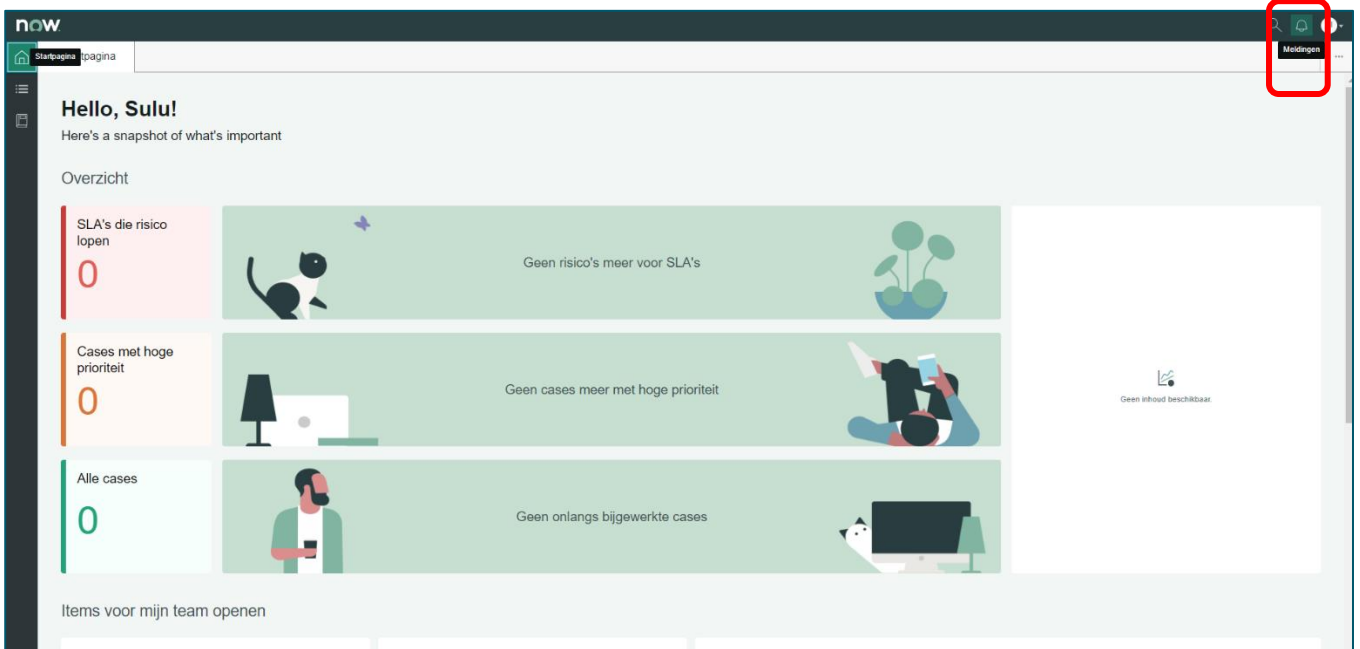 now.
Meldingen
Startpagina tpagina
Hello, Sulu!
Here's a snapshot of what's important
Overzicht
SLA's die risico
lopen
0
Geen risico's meer voor SLA's
Cases met hoge
prioriteit
0
Geen cases meer met hoge prioriteit
Geen inhoud beschikbaar.
Alle cases
0
Geen onlangs bijgewerkte cases
Items voor mijn team openen